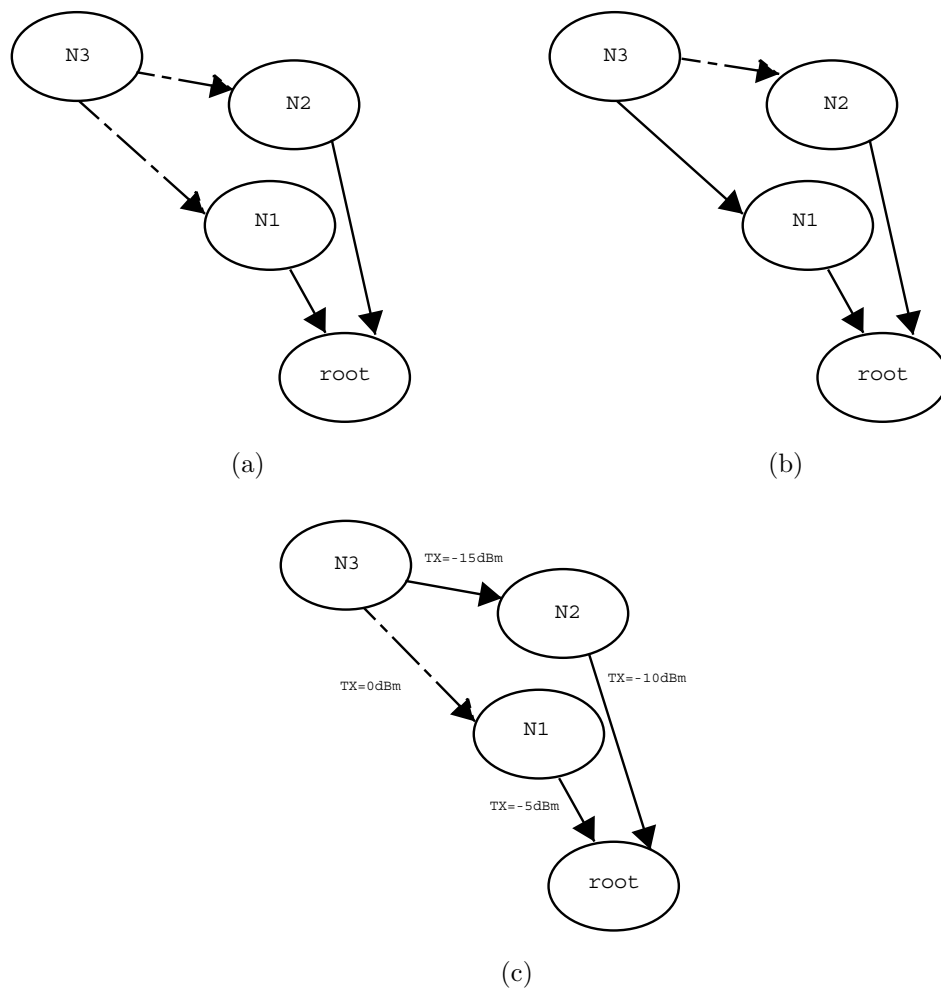 N3
N2
N1
root
(a)
N3
N2
N1
root
(b)
N3
TX=-15dBm
N2
TX=0dBm
TX=-10dBm
N1
TX=-5dBm
root
(c)